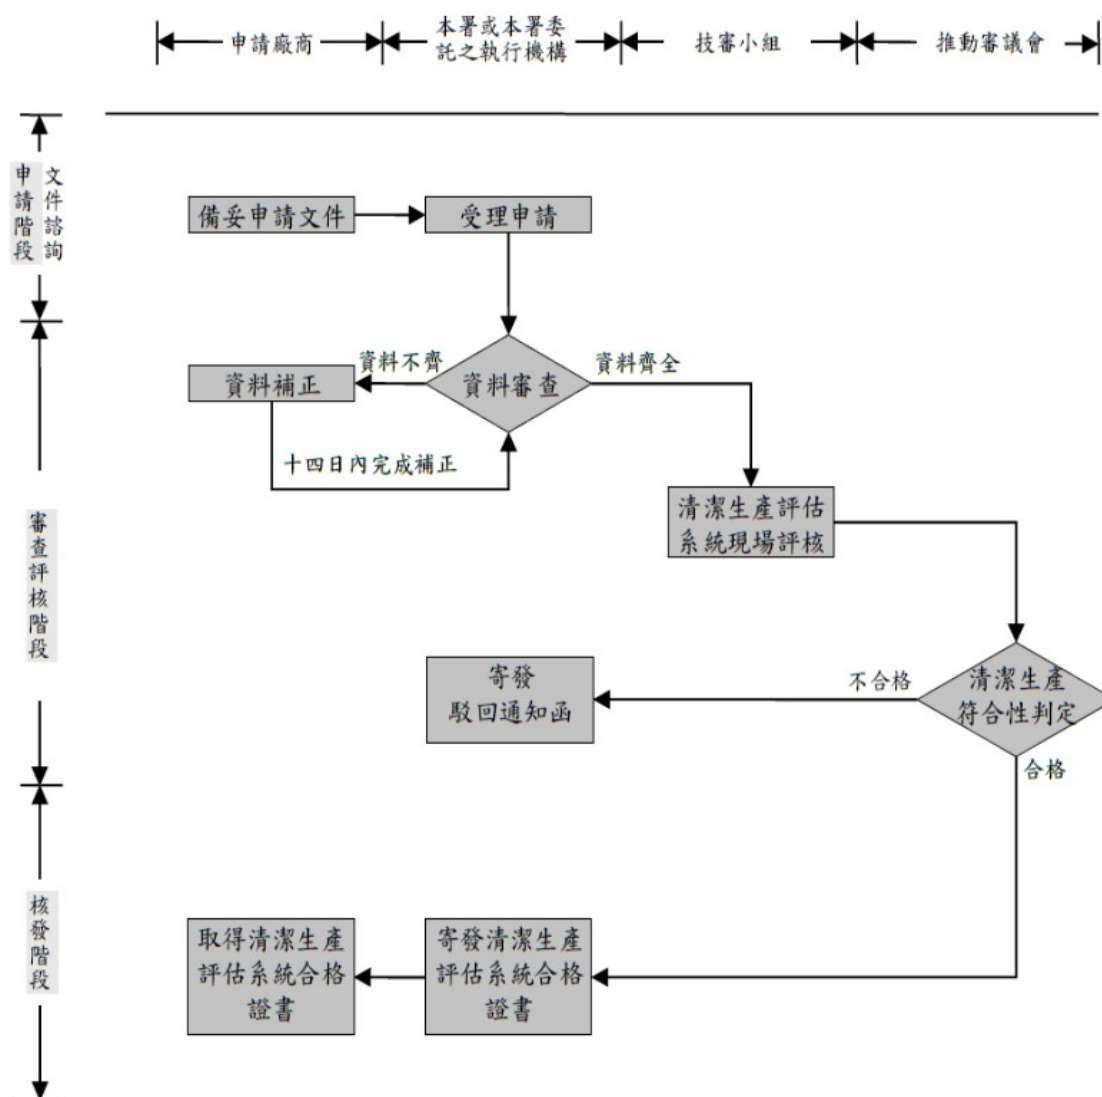 申請廠商
本署或本署委
託之執行機構
技審小組
推動審議會
申請階段
文件諮詢
備妥申請文件
受理申請
資料不齊
資料齊全
資料補正
資料審查
十四日內完成補正
清潔生產評估
系統現場評核
審查評核階段
寄發
駁回通知函
不合格
清潔生產
符合性判定
合格
核發階段
取得清潔生產
評估系統合格
證書
寄發清潔生產
評估系統合格
證書